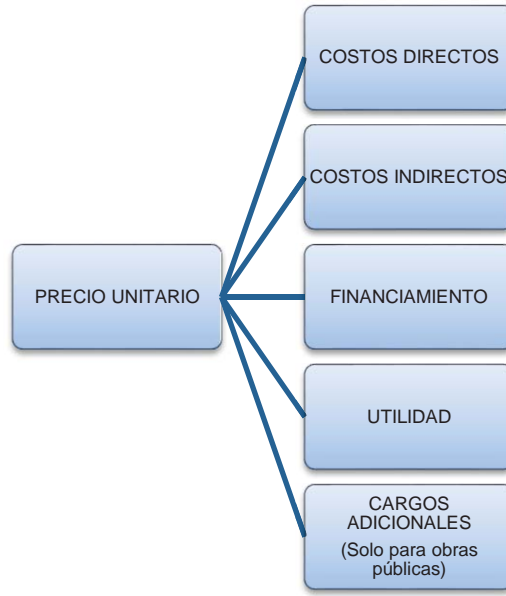 COSTOS DIRECTOS
COSTOS INDIRECTOS
PRECIO UNITARIO
FINANCIAMIENTO
UTILIDAD
CARGOS
ADICIONALES
(Solo para obras
públicas)